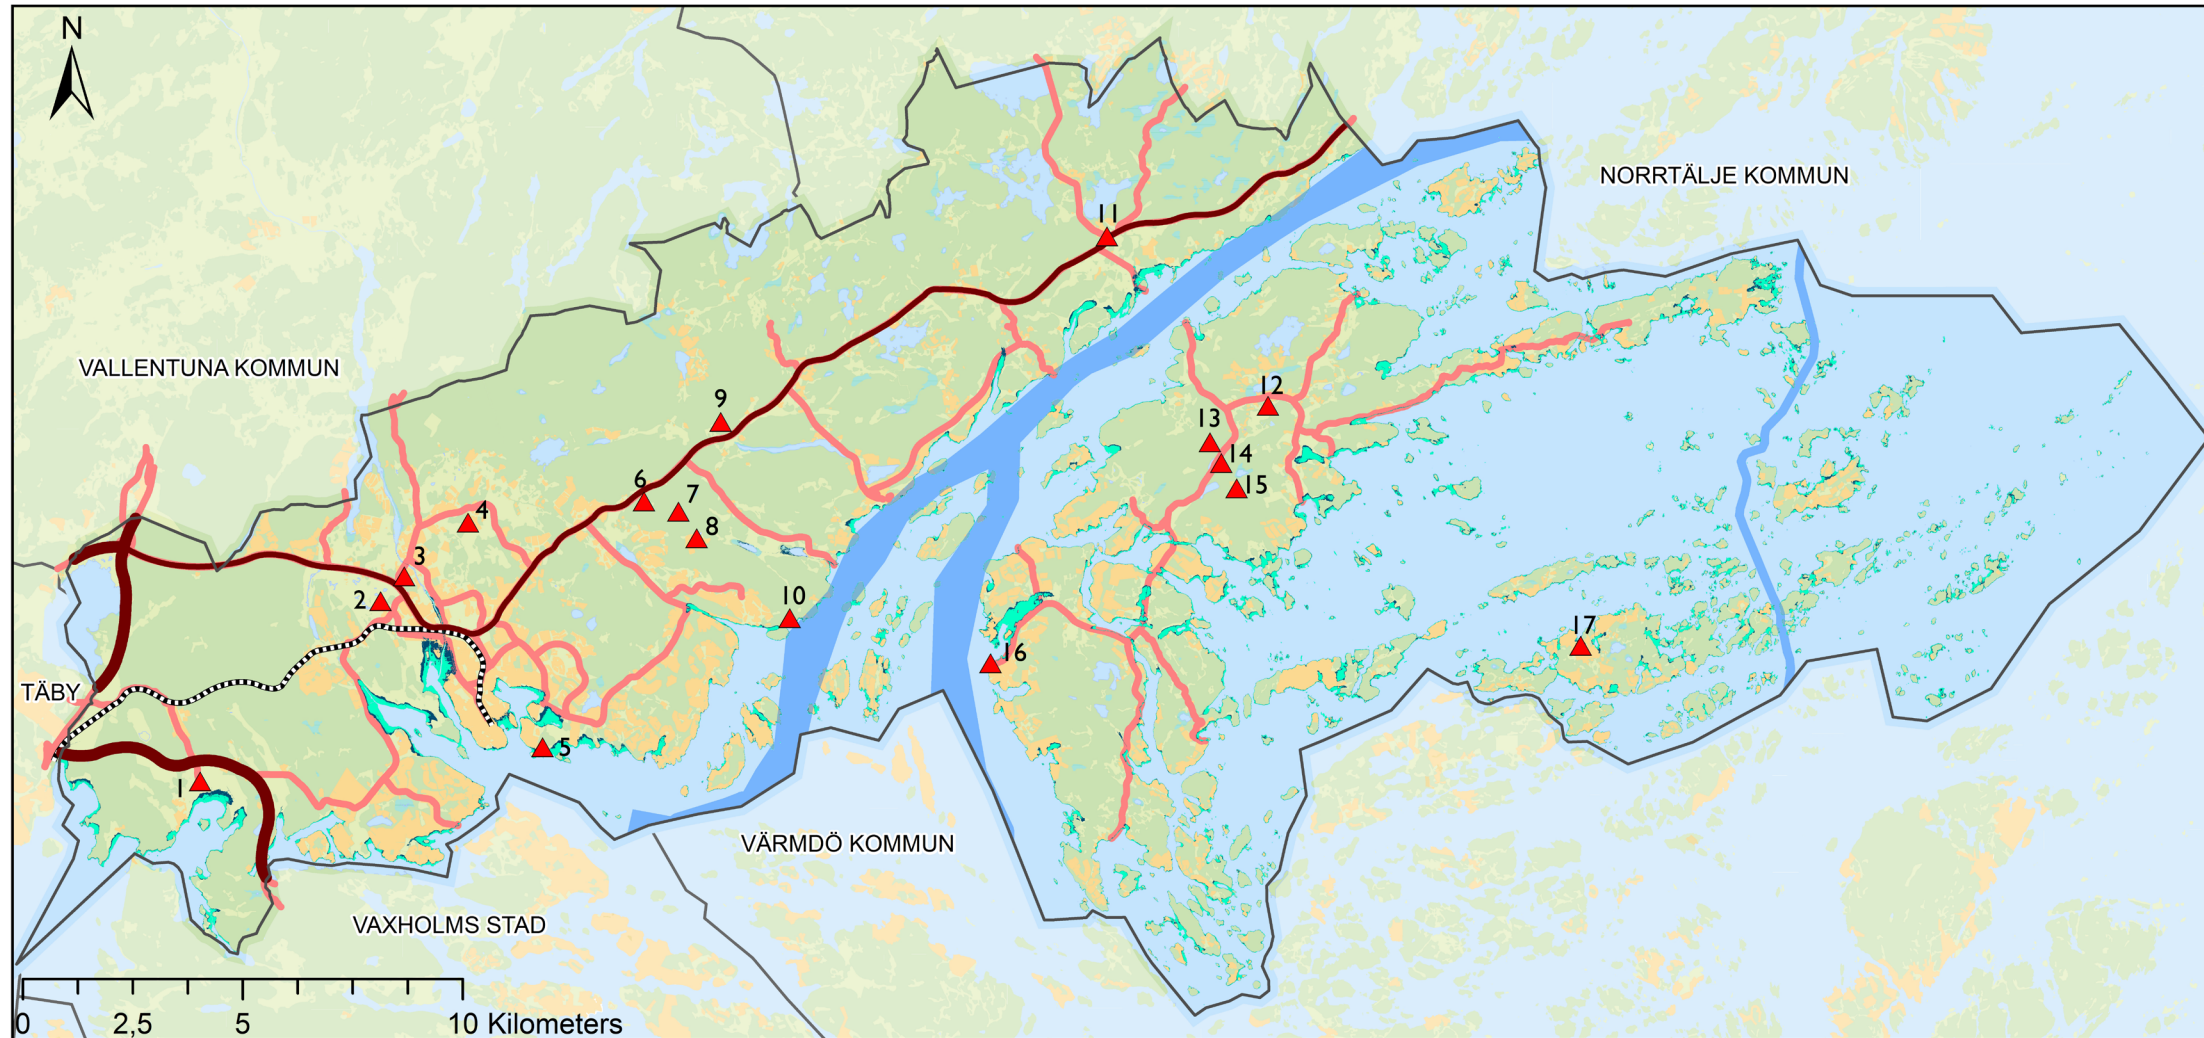 N
NORRTÄLJE KOMMUN
11
VALLENTUNA KOMMUN
12
9
13
14
15
6
7
4
8
3
2
10
17
16
TÄBY
5
1
VÄRMDÖ KOMMUN
VAXHOLMS STAD
0 2,5 5 10 Kilometers